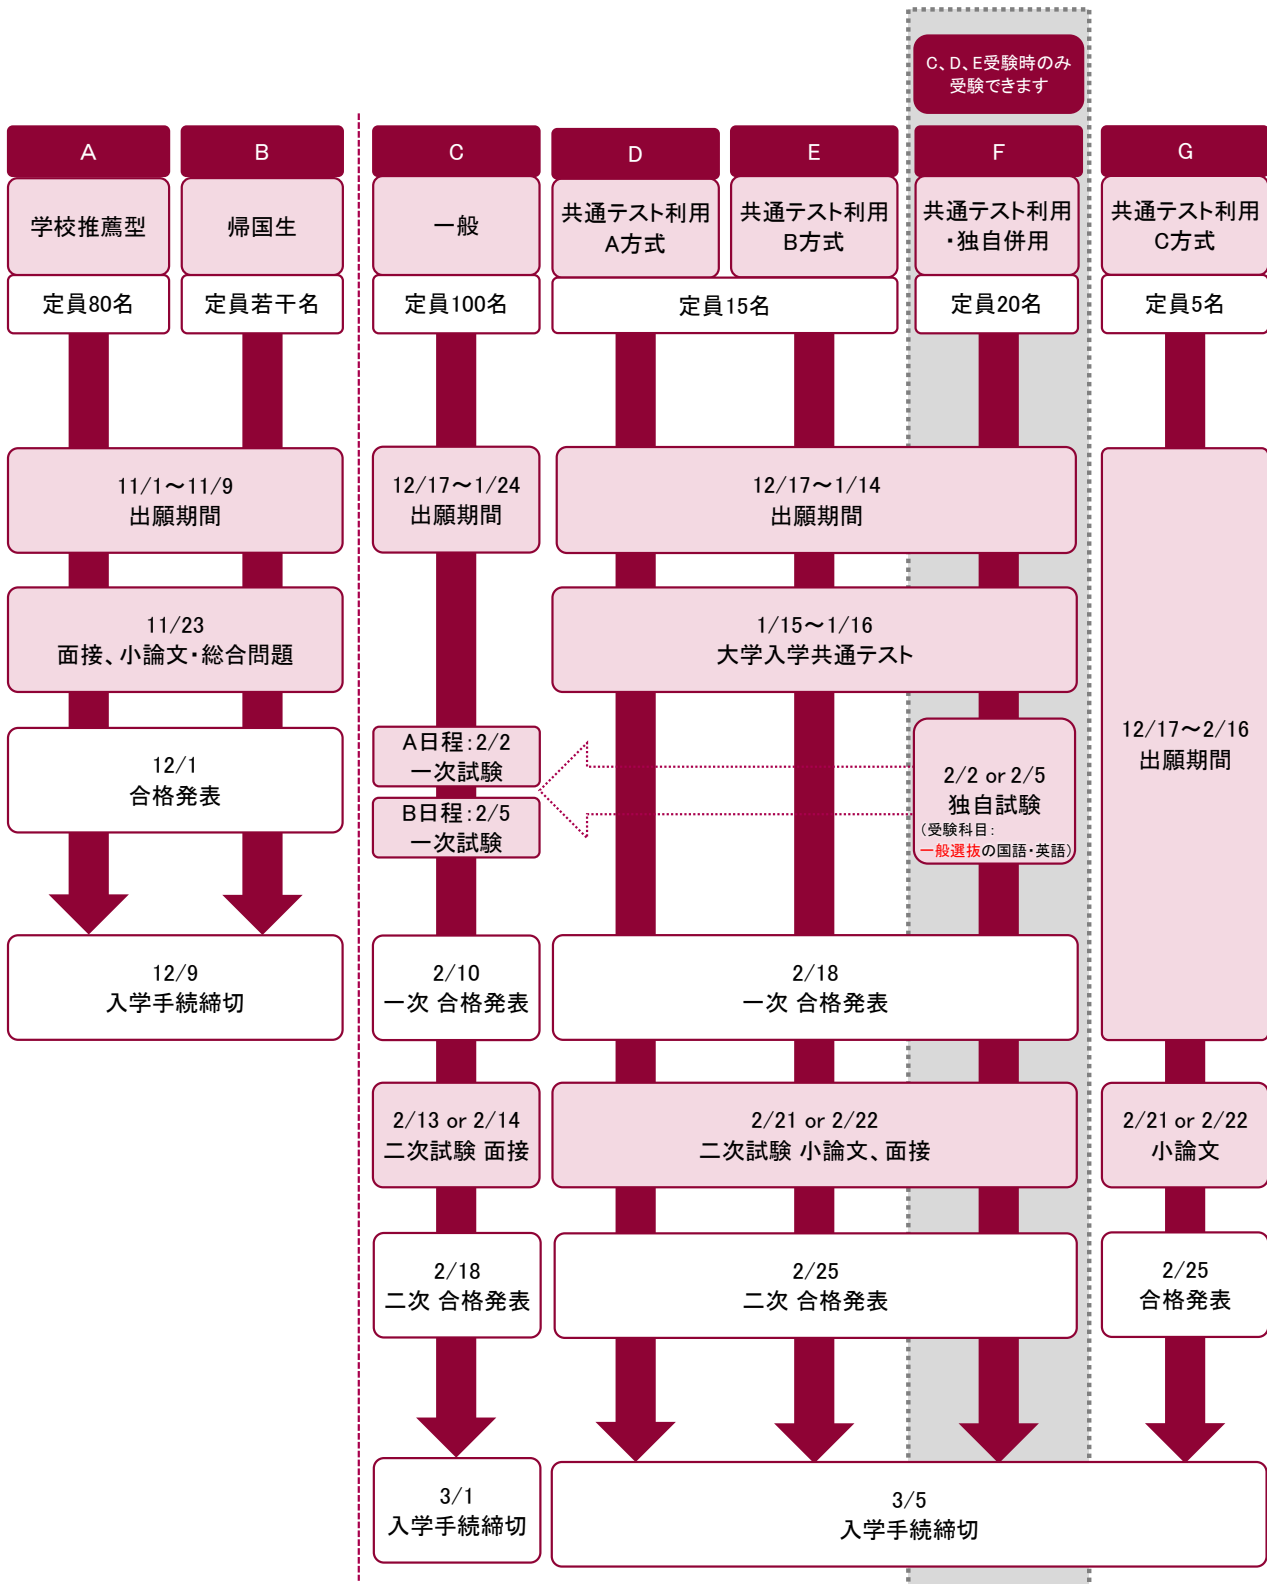 C、D、E受験時のみ
受験できます
A
B
C
D
E
F
G
学校推薦型
帰国生
一般
共通テスト利用
A方式
共通テスト利用
B方式
共通テスト利用
・独自併用
共通テスト利用
C方式
定員80名
定員若干名
定員100名
定員15名
定員20名
定員5名
11/1～11/9
出願期間
12/17～1/24
出願期間
12/17～1/14
出願期間
11/23
面接、小論文・総合問題
1/15～1/16
大学入学共通テスト
12/17～2/16
出願期間
12/1
合格発表
A日程：2/2
一次試験
B日程：2/5
一次試験
2/2 or 2/5
独自試験
（受験科目：
一般選抜の国語・英語）
12/9
入学手続締切
2/10
一次 合格発表
2/18
一次 合格発表
2/13 or 2/14
二次試験 面接
2/21 or 2/22
二次試験 小論文、面接
2/21 or 2/22
小論文
2/18
二次 合格発表
2/25
二次 合格発表
2/25
合格発表
3/1
入学手続締切
3/5
入学手続締切